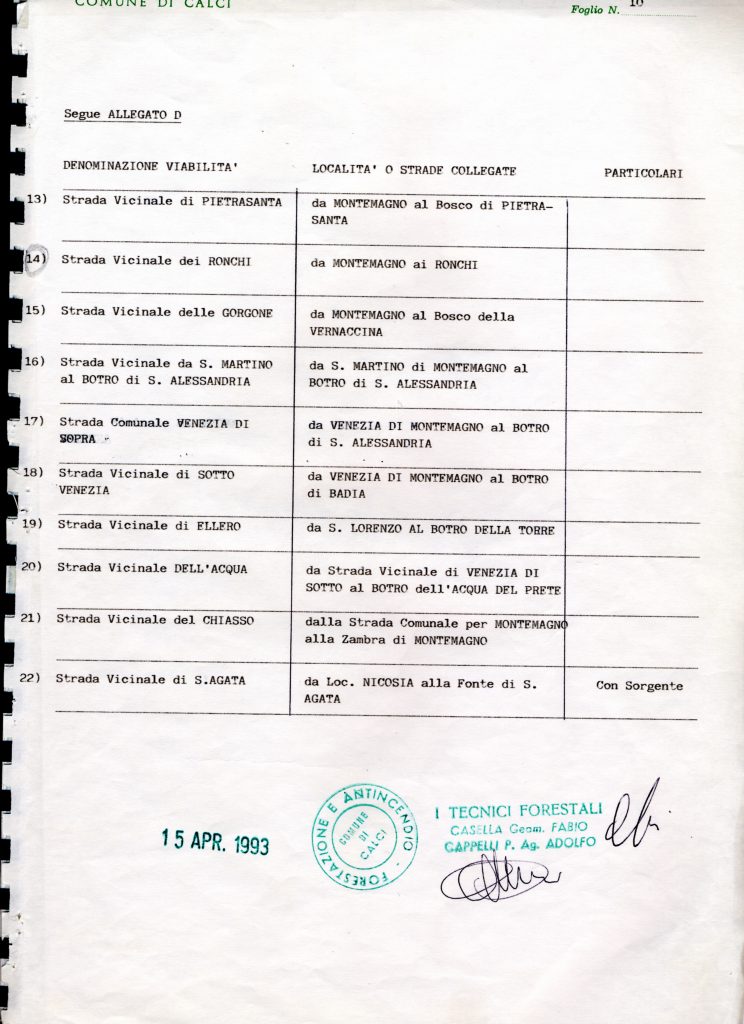 COMUNE DI CALCI
Foglio N. 10
Segue ALLEGATO D
DENOMINAZIONE VIABILITA' LOCALITA' O STRADE COLLEGATE PARTICOLARI
13) Strada Vicinale di PIETRASANTA da MONTEMAGNO al Bosco di PIETRA-
SANTA
14) Strada Vicinale dei RONCHI da MONTEMAGNO ai RONCHI
15) Strada Vicinale delle GORGONE da MONTEMAGNO al Bosco della
VERNACCINA
16) Strada Vicinale da S. MARTINO da S. MARTINO di MONTEMAGNO al
al BOTRO di S. ALESSANDRIA BOTRO di S. ALESSANDRIA
17) Strada Comunale VENEZIA DI da VENEZIA DI MONTEMAGNO al BOTRO
SOPRA di S. ALESSANDRIA
18) Strada Vicinale di SOTTO da VENEZIA DI MONTEMAGNO al BOTRO
VENEZIA di BADIA
19) Strada Vicinale di ELLERO da S. LORENZO AL BOTRO DELLA TORRE
20) Strada Vicinale DELL'ACQUA da Strada Vicinale di VENEZIA DI
SOTTO al BOTRO dell'ACQUA DEL PRETE
21) Strada Vicinale del CHIASSO dalla Strada Comunale per MONTEMAGNO
alla Zambra di MONTEMAGNO
22) Strada Vicinale di S.AGATA da Loc. NICOSIA alla Fonte di S. Con Sorgente
AGATA
15 APR. 1993
FORESTAZIONE E ANTINCENDIO
COMUNE
DI
CALCI
I TECNICI FORESTALI
CASELLA Geom. FABIO
CAPPELLI P. Ag. ADOLFO